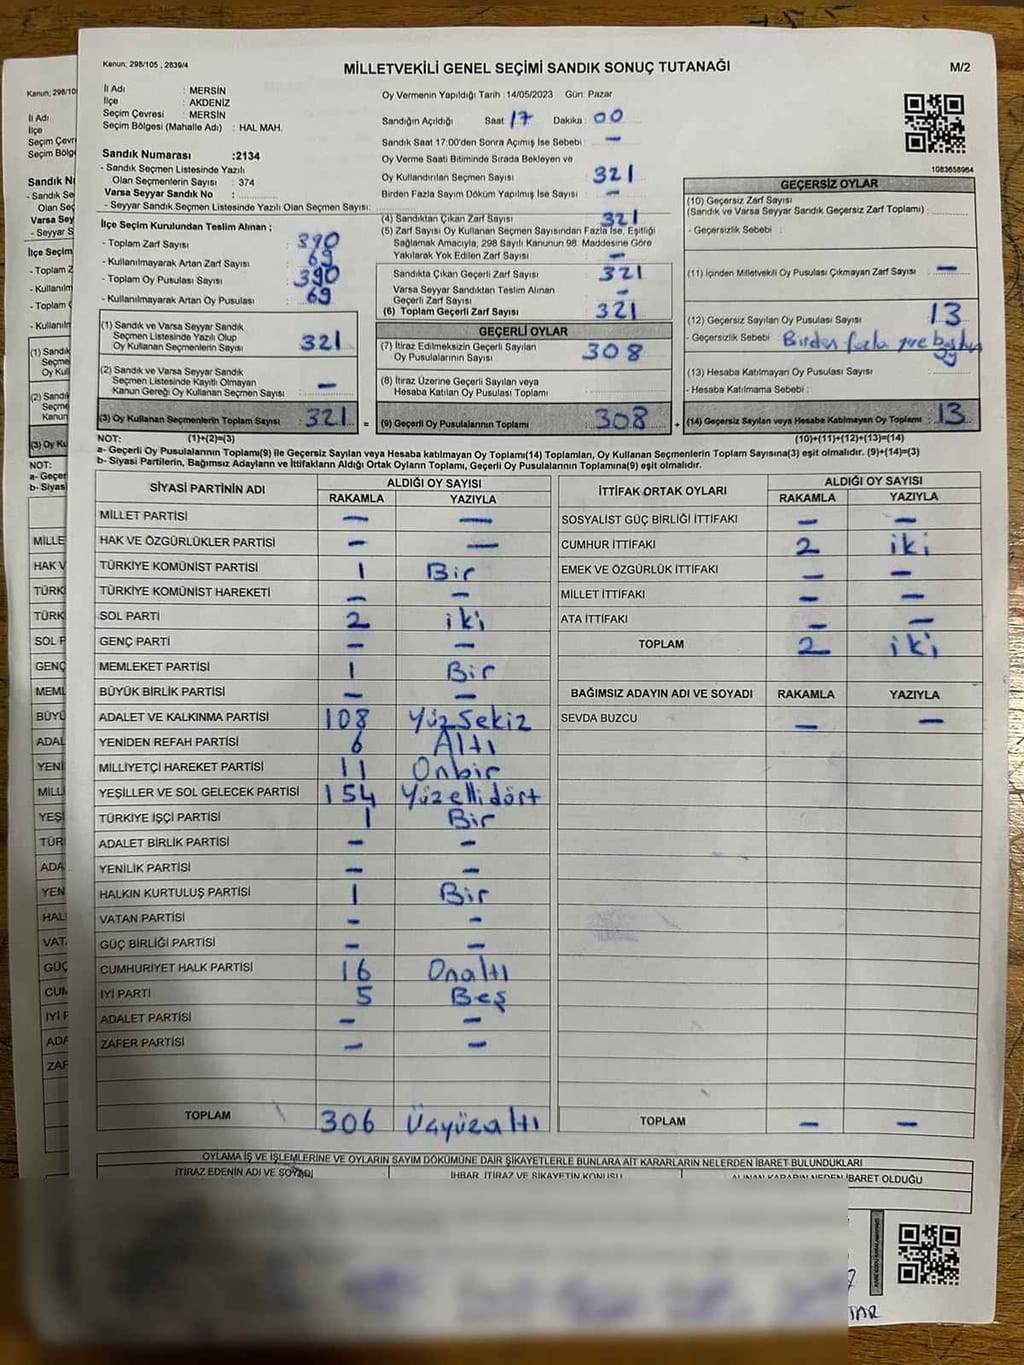 Kanun; 298/105 , 2839/4
MİLLETVEKİLİ GENEL SEÇİMİ SANDIK SONUÇ TUTANAĞI
M/2
İl Adı : MERSİN
İlçe : AKDENİZ
Seçim Çevresi : MERSİN
Seçim Bölgesi (Mahalle Adı) : HAL MAH.
Sandık Numarası :2134
- Sandık Seçmen Listesinde Yazılı
Olan Seçmenlerin Sayısı : 374
Varsa Seyyar Sandık No :
- Seyyar Sandık Seçmen Listesinde Yazılı Olan Seçmen Sayısı:
Oy Vermenin Yapıldığı Tarih :14/05/2023 Gün: Pazar
Sandığın Açıldığı Saat 17 Dakika : 00
Sandık Saat 17:00'den Sonra Açımış İse Sebebi : —
Oy Verme Saati Bitiminde Sırada Bekleyen ve
Oy Kullandırılan Seçmen Sayısı : 321
Birden Fazla Sayım Döküm Yapılmış İse Sayısı : —
1083658964
İlçe Seçim Kurulundan Teslim Alınan ;
- Toplam Zarf Sayısı : 390
- Kullanılmayarak Artan Zarf Sayısı : 69
- Toplam Oy Pusulası Sayısı : 390
- Kullanılmayarak Artan Oy Pusulası : 69
(1) Sandık ve Varsa Seyyar Sandık
Seçmen Listesinde Yazılı Olup
Oy Kullanan Seçmenlerin Sayısı : 321
(2) Sandık ve Varsa Seyyar Sandık
Seçmen Listesinde Kayıtlı Olmayan
Kanun Gereği Oy Kullanan Seçmen Sayısı : —
(3) Oy Kullanan Seçmenlerin Toplam Sayısı : 321 =
(4) Sandıktan Çıkan Zarf Sayısı : 321
(5) Zarf Sayısı Oy Kullanan Seçmen Sayısından Fazla İse, Eşitliği
Sağlamak Amacıyla, 298 Sayılı Kanunun 98. Maddesine Göre
Yakılarak Yok Edilen Zarf Sayısı : —
Sandıkta Çıkan Geçerli Zarf Sayısı : 321
Varsa Seyyar Sandıktan Teslim Alınan
Geçerli Zarf Sayısı : —
(6) Toplam Geçerli Zarf Sayısı : 321
GEÇERLİ OYLAR
(7) İtiraz Edilmeksizin Geçerli Sayılan
Oy Pusulalarının Sayısı : 308
(8) İtiraz Üzerine Geçerli Sayılan veya
Hesaba Katılan Oy Pusulası Toplamı :
(9) Geçerli Oy Pusulalarının Toplamı : 308 +
GEÇERSİZ OYLAR
(10) Geçersiz Zarf Sayısı
(Sandık ve Varsa Seyyar Sandık Geçersiz Zarf Toplamı) :
- Geçersizlik Sebebi :
(11) İçinden Milletvekili Oy Pusulası Çıkmayan Zarf Sayısı : —
(12) Geçersiz Sayılan Oy Pusulası Sayısı : 13
- Geçersizlik Sebebi : Birden fazla yere
oy
(13) Hesaba Katılmayan Oy Pusulası Sayısı :
- Hesaba Katılmama Sebebi :
(14) Geçersiz Sayılan veya Hesaba Katılmayan Oy Toplamı : 13
NOT: (1)+(2)=(3) (10)+(11)+(12)+(13)=(14)
a- Geçerli Oy Pusulalarının Toplamı(9) ile Geçersiz Sayılan veya Hesaba katılmayan Oy Toplamı(14) Toplamları, Oy Kullanan Seçmenlerin Toplam Sayısına(3) eşit olmalıdır. (9)+(14)=(3)
b- Siyasi Partilerin, Bağımsız Adayların ve İttifakların Aldığı Ortak Oyların Toplamı, Geçerli Oy Pusulalarının Toplamına(9) eşit olmalıdır.
SİYASİ PARTİNİN ADI ALDIĞI OY SAYISI
RAKAMLA YAZIYLA
MİLLET PARTİSİ — —
HAK VE ÖZGÜRLÜKLER PARTİSİ — —
TÜRKİYE KOMÜNİST PARTİSİ 1 Bir
TÜRKİYE KOMÜNİST HAREKETİ — —
SOL PARTİ 2 iki
GENÇ PARTİ — —
MEMLEKET PARTİSİ 1 Bir
BÜYÜK BİRLİK PARTİSİ — —
ADALET VE KALKINMA PARTİSİ 108 Yüz Sekiz
YENİDEN REFAH PARTİSİ 6 Altı
MİLLİYETÇİ HAREKET PARTİSİ 11 Onbir
YEŞİLLER VE SOL GELECEK PARTİSİ 154 Yüzellidört
TÜRKİYE İŞÇİ PARTİSİ 1 Bir
ADALET BİRLİK PARTİSİ — —
YENİLİK PARTİSİ — —
HALKIN KURTULUŞ PARTİSİ 1 Bir
VATAN PARTİSİ — —
GÜÇ BİRLİĞİ PARTİSİ — —
CUMHURİYET HALK PARTİSİ 16 Onaltı
İYİ PARTİ 5 Beş
ADALET PARTİSİ — —
ZAFER PARTİSİ — —
TOPLAM 306 Üçyüzaltı
İTTİFAK ORTAK OYLARI ALDIĞI OY SAYISI
RAKAMLA YAZIYLA
SOSYALİST GÜÇ BİRLİĞİ İTTİFAKI — —
CUMHUR İTTİFAKI 2 iki
EMEK VE ÖZGÜRLÜK İTTİFAKI — —
MİLLET İTTİFAKI — —
ATA İTTİFAKI — —
TOPLAM 2 iki
BAĞIMSIZ ADAYIN ADI VE SOYADI RAKAMLA YAZIYLA
SEVDA BUZCU — —
TOPLAM — —
OYLAMA İŞ VE İŞLEMLERİNE VE OYLARIN SAYIM DÖKÜMÜNE DAİR ŞİKAYETLERLE BUNLARA AİT KARARLARIN NELERDEN İBARET BULUNDUKLARI
İTİRAZ EDENİN ADI VE SOYADI İHBAR, İTİRAZ VE ŞİKAYETİN KONUSU ALINAN KARARIN NEDEN İBARET OLDUĞU